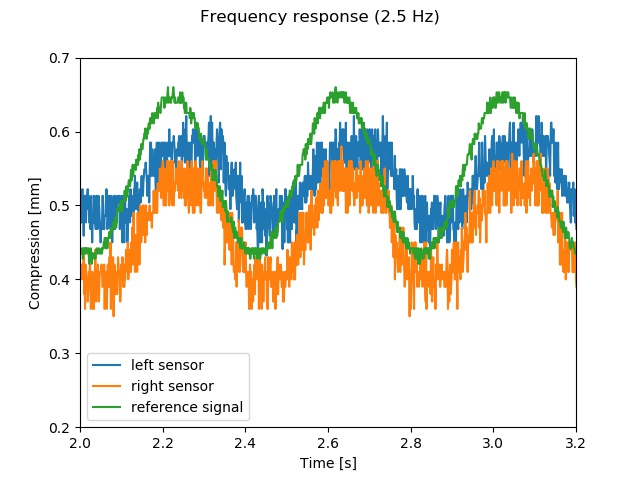 Frequency response (2.5 Hz)
0.7
0.6
0.5
0.4
0.3
0.2
Compression [mm]
left sensor
right sensor
reference signal
2.0 2.2 2.4 2.6 2.8 3.0 3.2
Time [s]